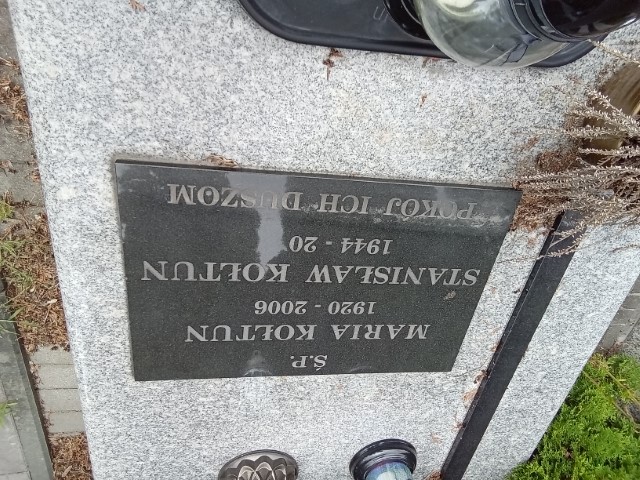 Ś.P.
MARIA KOŁTUN
1920 - 2006
STANISŁAW KOŁTUN
1944 - 20
POKÓJ ICH DUSZOM